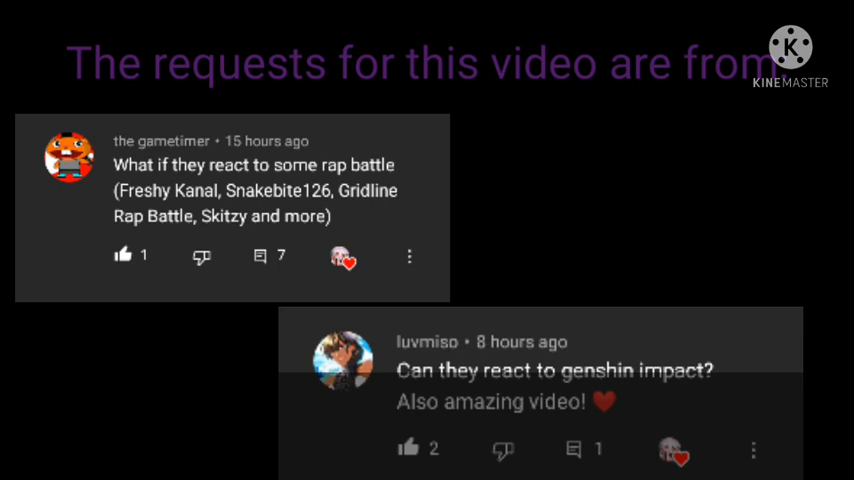 The requests for this video are from:
KINEMASTER
the gametimer • 15 hours ago
What if they react to some rap battle
(Freshy Kanal, Snakebite126, Gridline
Rap Battle, Skitzy and more)
1 7
luvmiso • 8 hours ago
Can they react to genshin impact?
Also amazing video! ❤️
2 1